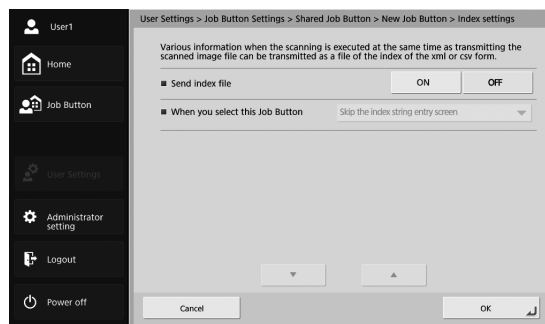 User1
Home
Job Button
User Settings
Administrator
setting
Logout
Power off
User Settings > Job Button Settings > Shared Job Button > New Job Button > Index settings
Various information when the scanning is executed at the same time as transmitting the
scanned image file can be transmitted as a file of the index of the xml or csv form.
Send index file
ON
OFF
When you select this Job Button
Skip the index string entry screen
Cancel
OK